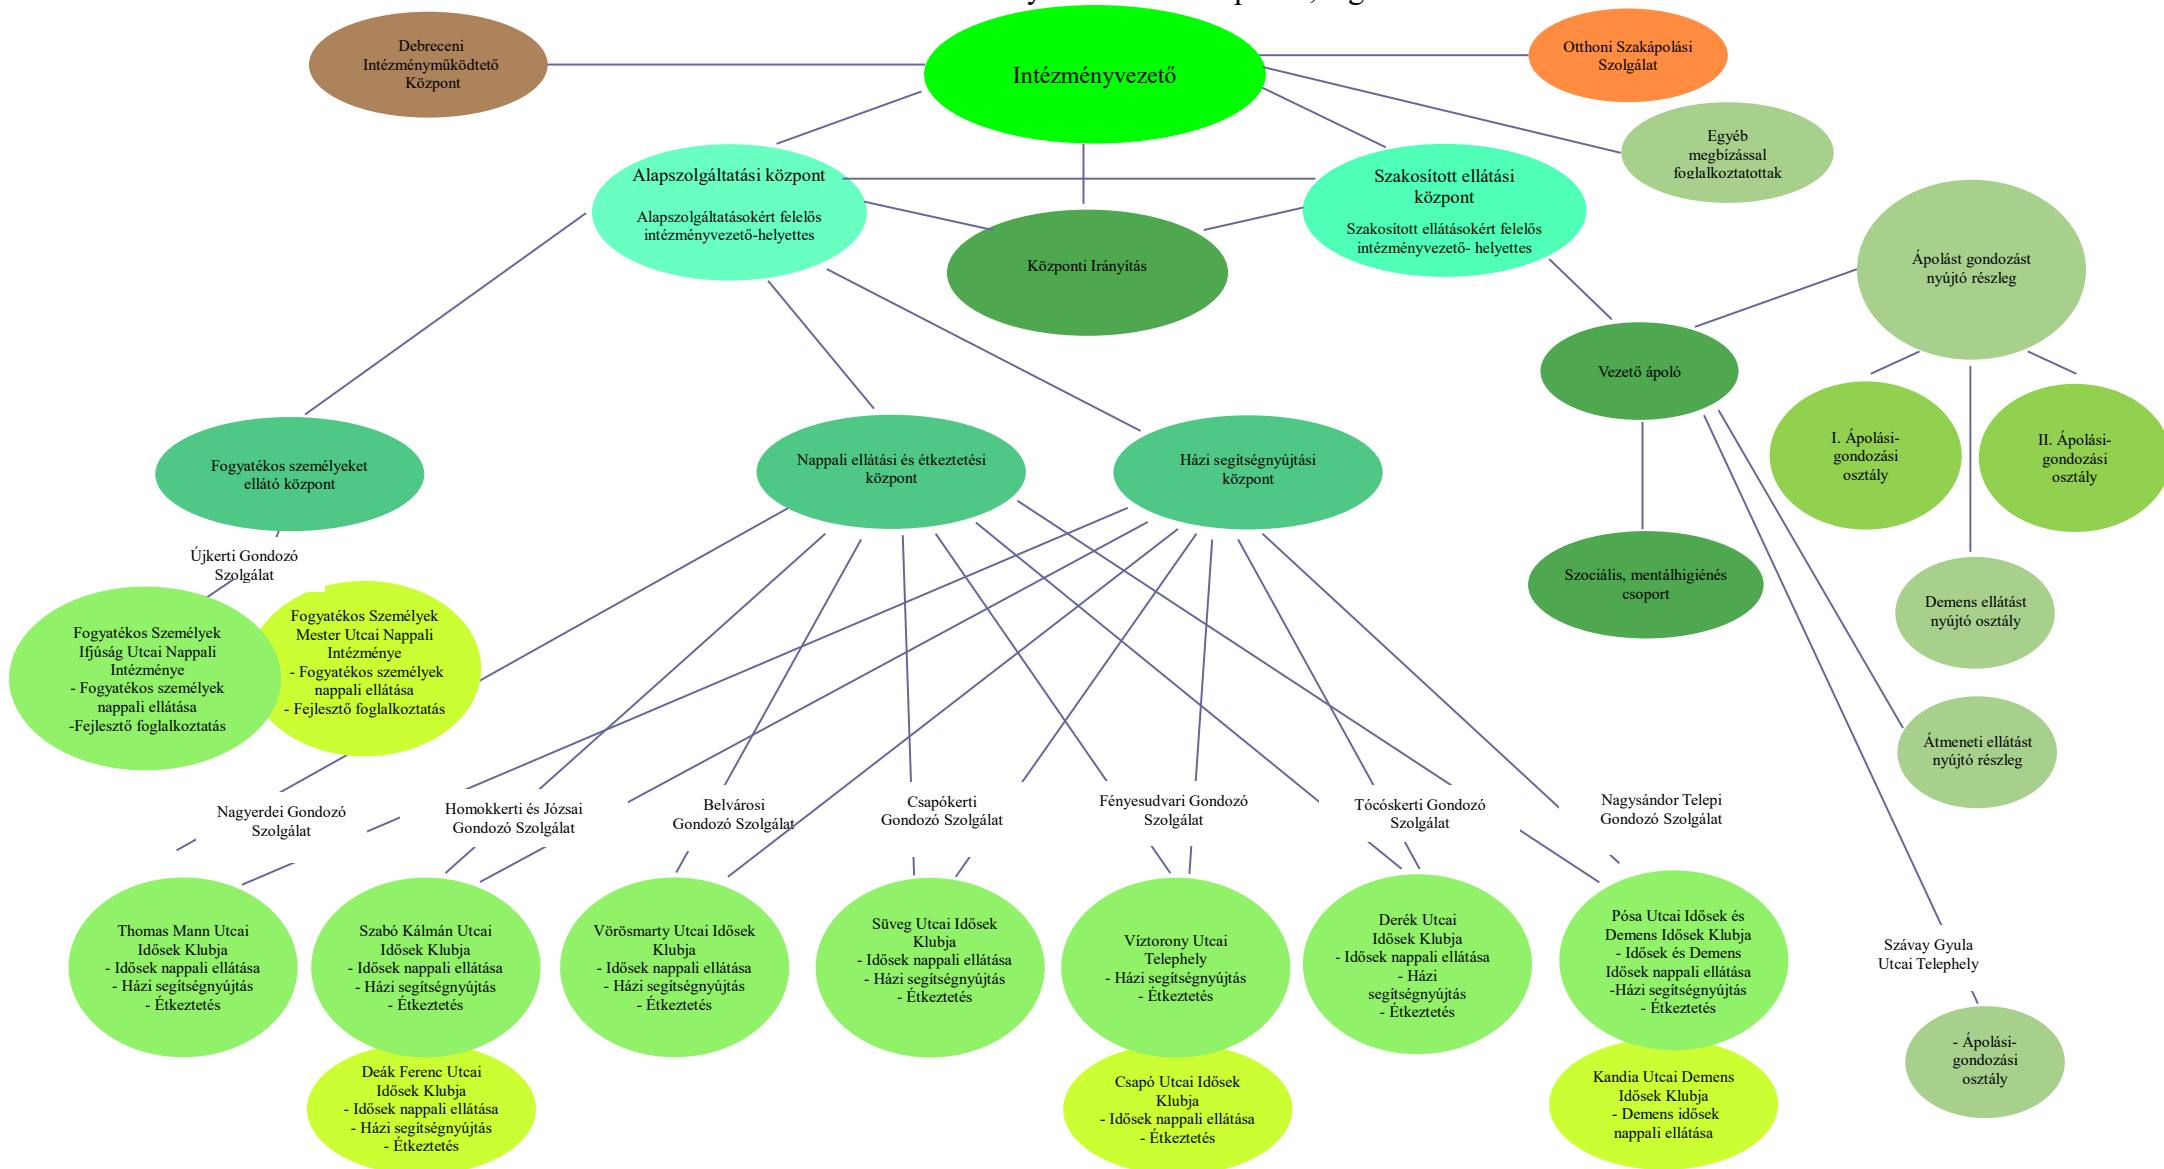 Debreceni
Intézményműködtető
Központ
Intézményvezető
Otthoni Szakápolási
Szolgálat
Egyéb
megbízással
foglalkoztatottak
Alapszolgáltatási központ
Alapszolgáltatásokért felelős
intézményvezető-helyettes
Szakosított ellátási
központ
Szakosított ellátásokért felelős
intézményvezető- helyettes
Központi Irányítás
Ápolást gondozást
nyújtó részleg
Vezető ápoló
I. Ápolási-
gondozási
osztály
II. Ápolási-
gondozási
osztály
Fogyatékos személyeket
ellátó központ
Nappali ellátási és étkeztetési
központ
Házi segítségnyújtási
központ
Újkerti Gondozó
Szolgálat
Szociális, mentálhigiénés
csoport
Demens ellátást
nyújtó osztály
Fogyatékos Személyek
Ifjúság Utcai Nappali
Intézménye
- Fogyatékos személyek
nappali ellátása
-Fejlesztő foglalkoztatás
Fogyatékos Személyek
Mester Utcai Nappali
Intézménye
- Fogyatékos személyek
nappali ellátása
- Fejlesztő foglalkoztatás
Átmeneti ellátást
nyújtó részleg
Nagyerdei Gondozó
Szolgálat
Homokkerti és Józsai
Gondozó Szolgálat
Belvárosi
Gondozó Szolgálat
Csapókerti
Gondozó Szolgálat
Fényesudvari Gondozó
Szolgálat
Tócóskerti Gondozó
Szolgálat
Nagysándor Telepi
Gondozó Szolgálat
Thomas Mann Utcai
Idősek Klubja
- Idősek nappali ellátása
- Házi segítségnyújtás
- Étkeztetés
Szabó Kálmán Utcai
Idősek Klubja
- Idősek nappali ellátása
- Házi segítségnyújtás
- Étkeztetés
Vörösmarty Utcai Idősek
Klubja
- Idősek nappali ellátása
- Házi segítségnyújtás
- Étkeztetés
Süveg Utcai Idősek
Klubja
- Idősek nappali ellátása
- Házi segítségnyújtás
- Étkeztetés
Víztorony Utcai
Telephely
- Házi segítségnyújtás
- Étkeztetés
Derék Utcai
Idősek Klubja
- Idősek nappali ellátása
- Házi
segítségnyújtás
- Étkeztetés
Pósa Utcai Idősek és
Demens Idősek Klubja
- Idősek és Demens
Idősek nappali ellátása
-Házi segítségnyújtás
- Étkeztetés
Szávay Gyula
Utcai Telephely
- Ápolási-
gondozási
osztály
Deák Ferenc Utcai
Idősek Klubja
- Idősek nappali ellátása
- Házi segítségnyújtás
- Étkeztetés
Csapó Utcai Idősek
Klubja
- Idősek nappali ellátása
- Étkeztetés
Kandia Utcai Demens
Idősek Klubja
- Demens idősek
nappali ellátása